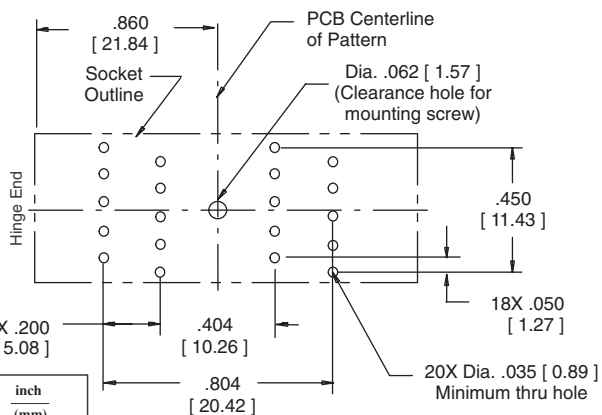 .860
[ 21.84 ]
PCB Centerline
of Pattern
Socket
Outline
Dia. .062 [ 1.57 ]
(Clearance hole for
mounting screw)
Hinge End
.450
[ 11.43 ]
18X .050
[ 1.27 ]
X .200
5.08 ]
.404
[ 10.26 ]
.804
[ 20.42 ]
20X Dia. .035 [ 0.89 ]
Minimum thru hole
inch
(mm)